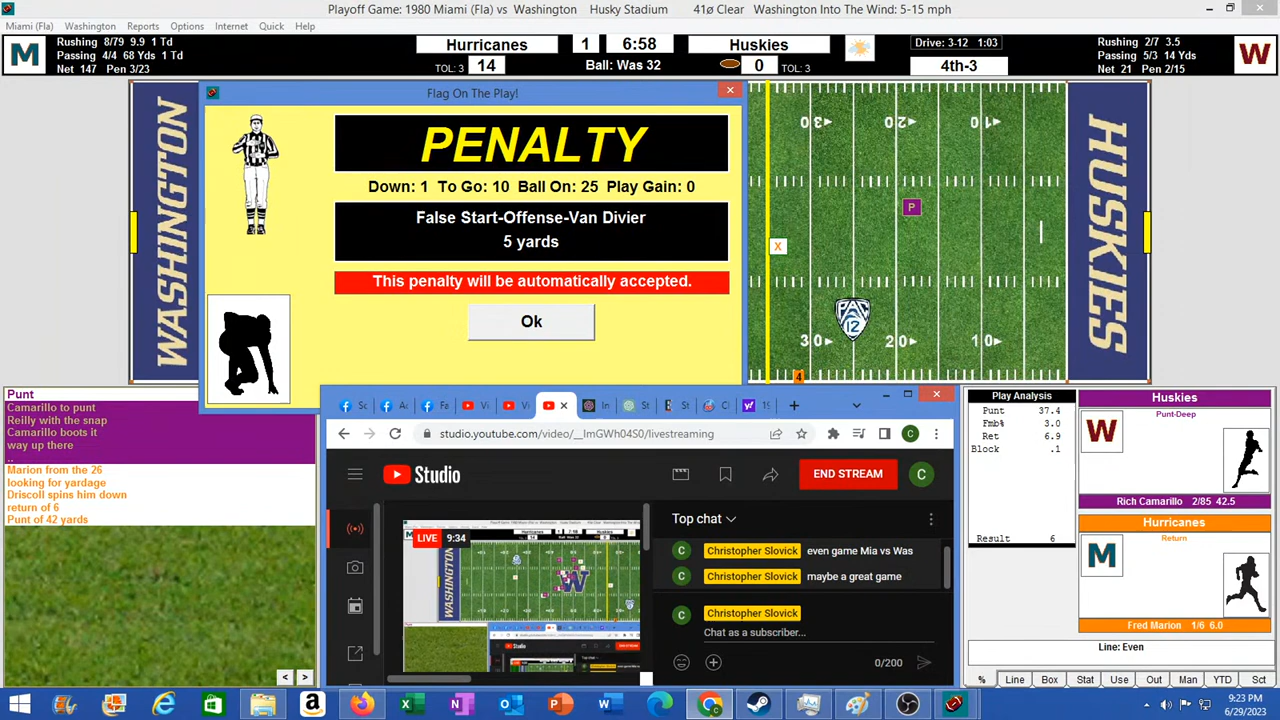 Playoff Game: 1980 Miami (Fla) vs Washington Husky Stadium 418 Clear Washington Into The Wind: 5-15 mph
Miami (Fla) Washington Reports Options Internet Quick Help
M
Rushing 8/79 9.9 1 Td
Passing 4/4 68 Yds 1 Td
Net 147 Pen 3/23
Hurricanes 1 6:58 Huskies
TOL: 3 14 Ball: Was 32 0 TOL: 3
Drive: 3-12 1:03
4th-3
Rushing 2/7 3.5
Passing 5/3 14 Yds
Net 21 Pen 2/15
W
Flag On The Play!
PENALTY
Down: 1 To Go: 10 Ball On: 25 Play Gain: 0
False Start-Offense-Van Divier
5 yards
This penalty will be automatically accepted.
Ok
WASHINGTON
HUSKIES
30 20 10
P
X
PAC 12
30 20 10
4
Punt
Camarillo to punt
Reilly with the snap
Camarillo boots it
way up there
..
Marion from the 26
looking for yardage
Driscoll spins him down
return of 6
Punt of 42 yards
< >
studio.youtube.com/video/__ImGWh04S0/livestreaming
Studio
END STREAM
C
LIVE 9:34
Top chat
C Christopher Slovick even game Mia vs Was
C Christopher Slovick maybe a great game
C Christopher Slovick
Chat as a subscriber...
0/200
Play Analysis
Punt 37.4
Fmb% 3.0
Ret 6.9
Block .1
Result 6
Huskies
Punt-Deep
W
Rich Camarillo 2/85 42.5
Hurricanes
Return
M
Fred Marion 1/6 6.0
Line: Even
% Line Box Stat Use Out Man YTD Sct
9:23 PM
6/29/2023